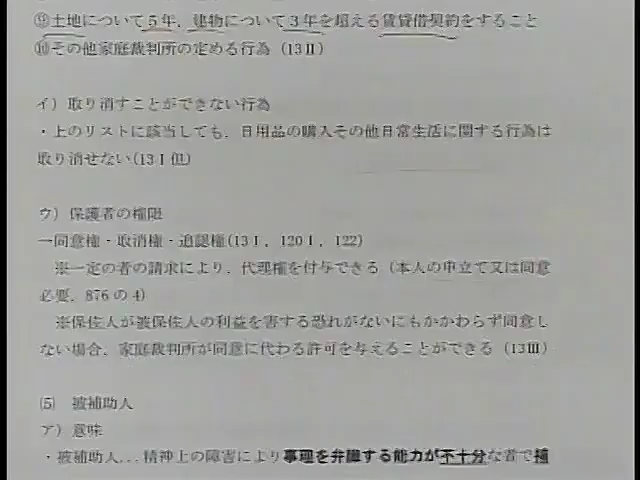 ⑨土地について５年，建物について３年を超える賃貸借契約をすること
⑩その他家庭裁判所の定める行為（13Ⅱ）
イ）取り消すことができない行為
・上のリストに該当しても，日用品の購入その他日常生活に関する行為は
取り消せない(13Ⅰ但)
ウ）保護者の権限
―同意権・取消権・追認権(13Ⅰ，120Ⅰ，122)
※一定の者の請求により，代理権を付与できる（本人の申立て又は同意
必要，876の4)
※保佐人が被保佐人の利益を害する恐れがないにもかかわらず同意し
ない場合，家庭裁判所が同意に代わる許可を与えることができる（13Ⅲ）
(5)　被補助人
ア）意味
・被補助人...精神上の障害により事理を弁識する能力が不十分な者で補